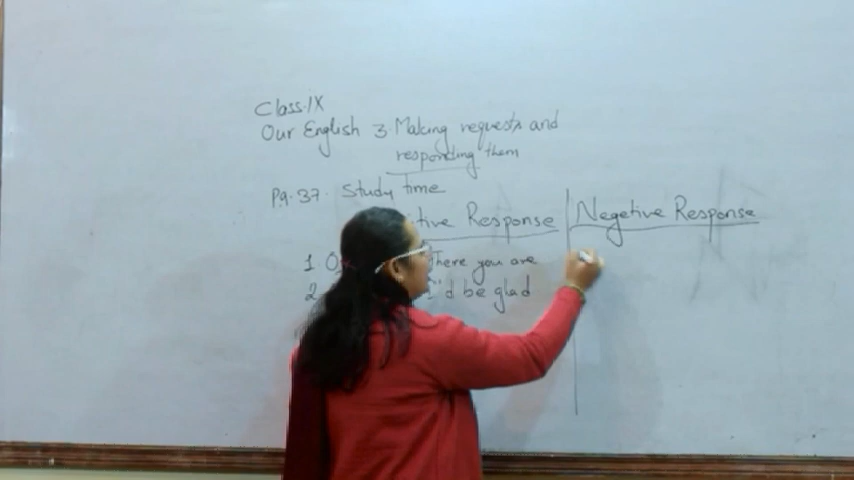 Class.IX
Our English 3. Making requests and
responding them
Pg.37. Study time
tive Response Negetive Response
1 O There you are
2 I'd be glad